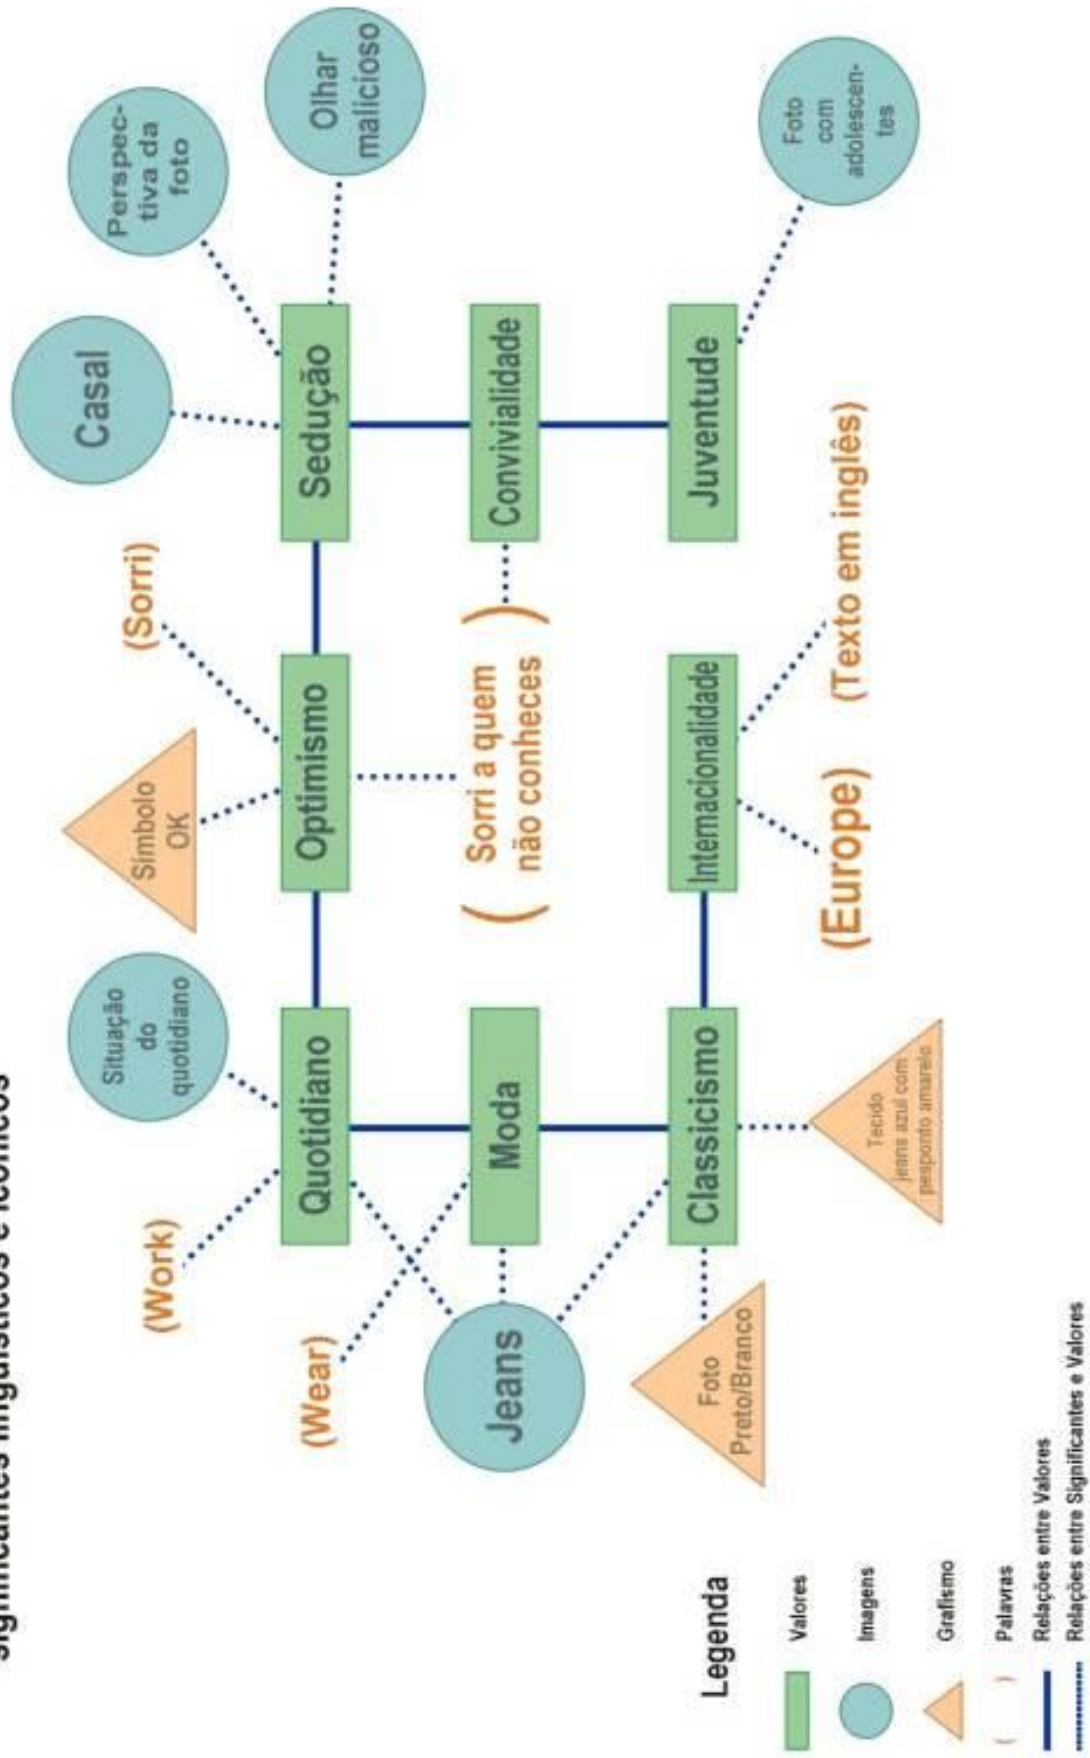 significantes linguísticos e icónicos
Casal
Perspec-
tiva da
foto
Olhar
malicioso
(Sorri)
Símbolo
OK
Situação
do
quotidiano
(Work)
Quotidiano
Optimismo
Sedução
(Wear)
Jeans
Moda
( Sorri a quem
não conheces )
Convivialidade
Foto
Preto/Branco
Classicismo
Internacionalidade
Juventude
Foto
com
adolescen-
tes
Tecido
jeans azul com
pesponto amarelo
(Europe)
(Texto em inglês)
Legenda
Valores
Imagens
Grafismo
( ) Palavras
Relações entre Valores
Relações entre Significantes e Valores